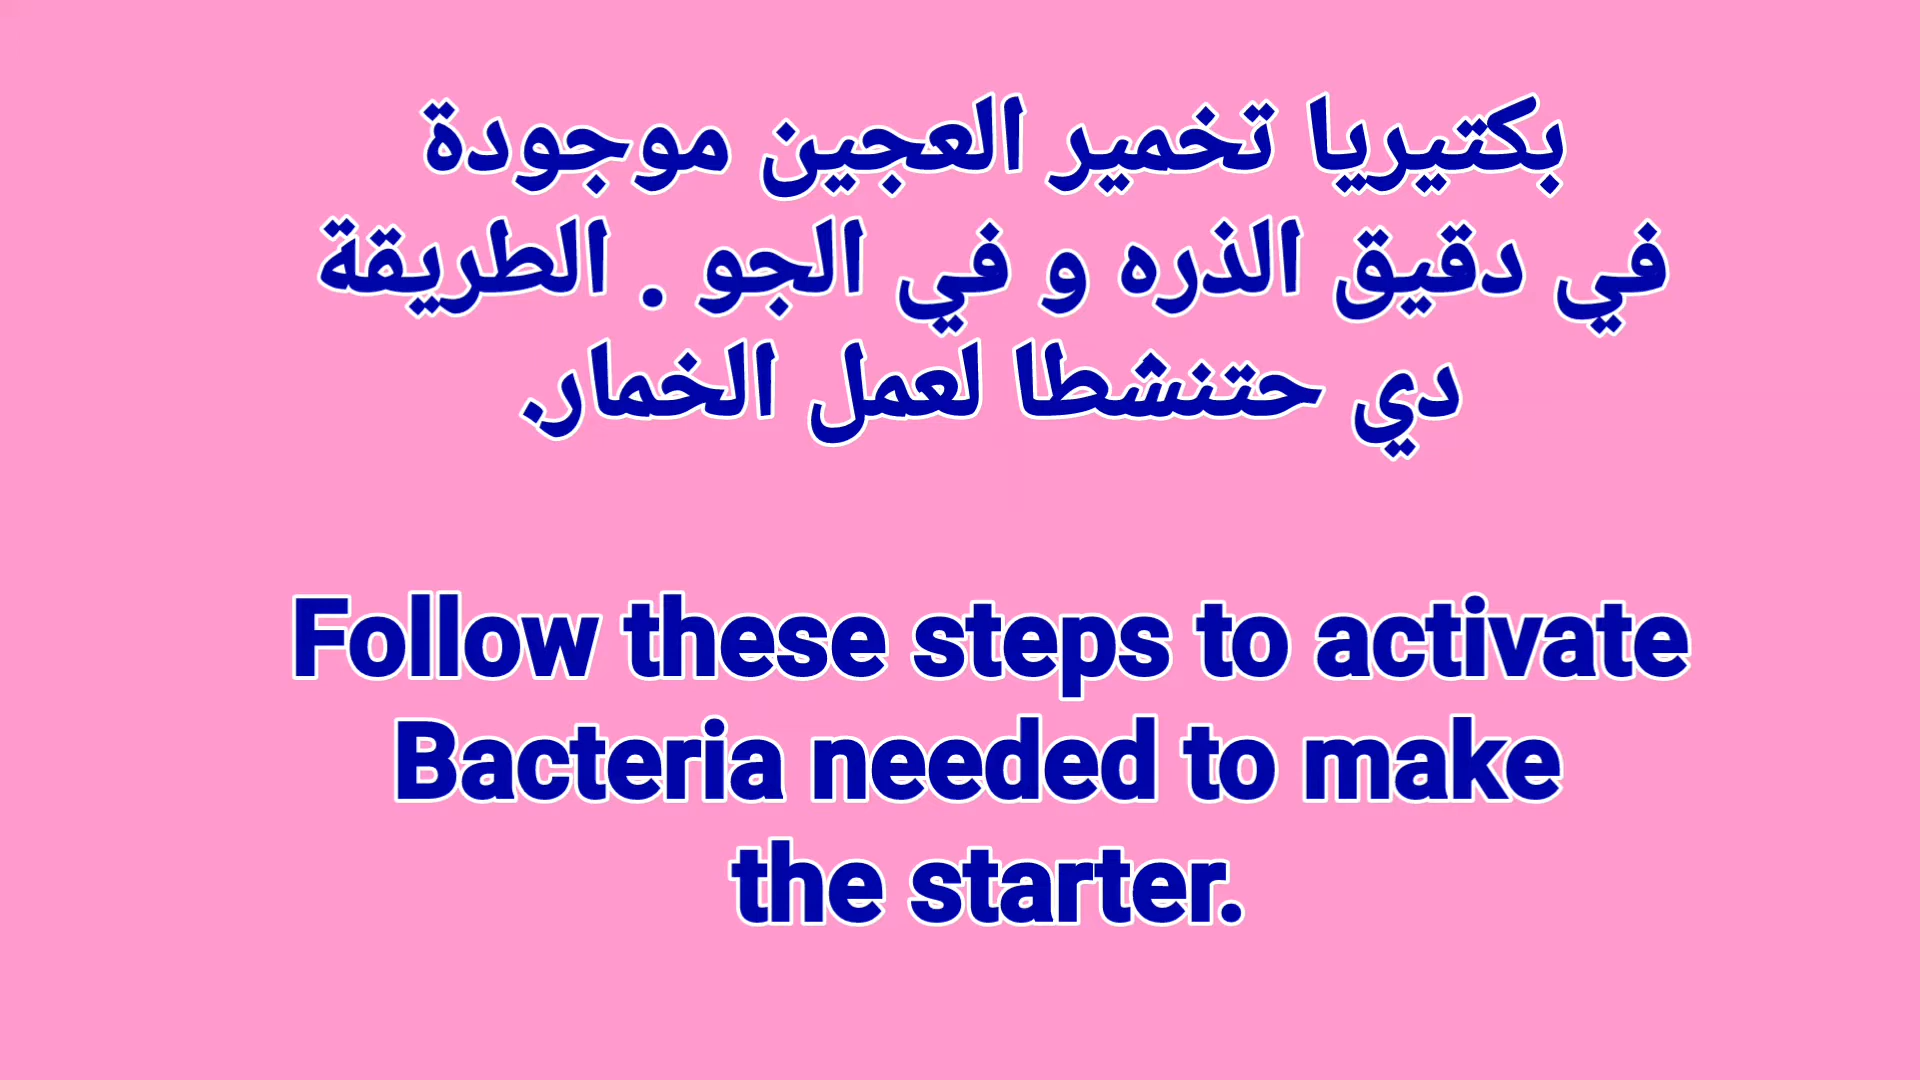 بكتيريا تخمير العجين موجودة
في دقيق الذره و في الجو . الطريقة
دي حتنشطا لعمل الخمار.
Follow these steps to activate
Bacteria needed to make
the starter.